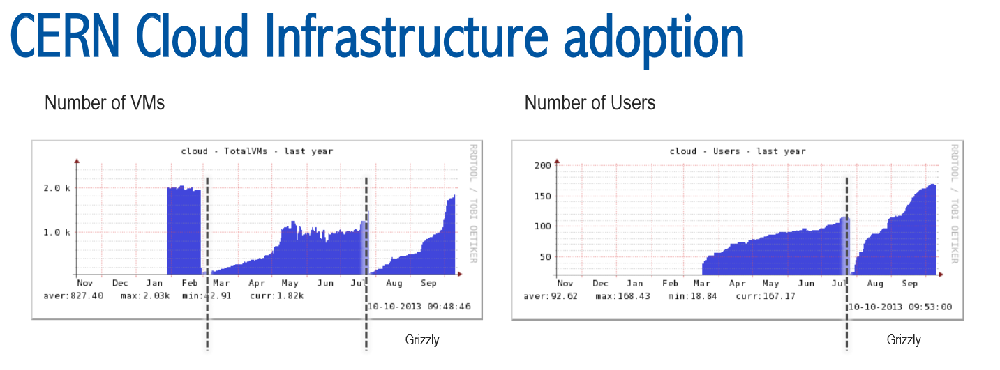 CERN Cloud Infrastructure adoption
Number of VMs
cloud - TotalVMs - last year
RRDTOOL / TOBI OETIKER
2.0 k
1.0 k
Nov Dec Jan Feb Mar Apr May Jun Jul Aug Sep
aver:827.40 max:2.03k min:42.91 curr:1.82k
10-10-2013 09:48:46
Grizzly
Number of Users
cloud - Users - last year
RRDTOOL / TOBI OETIKER
200
150
100
50
Nov Dec Jan Feb Mar Apr May Jun Jul Aug Sep
aver:92.62 max:168.43 min:18.84 curr:167.17
10-10-2013 09:53:00
Grizzly